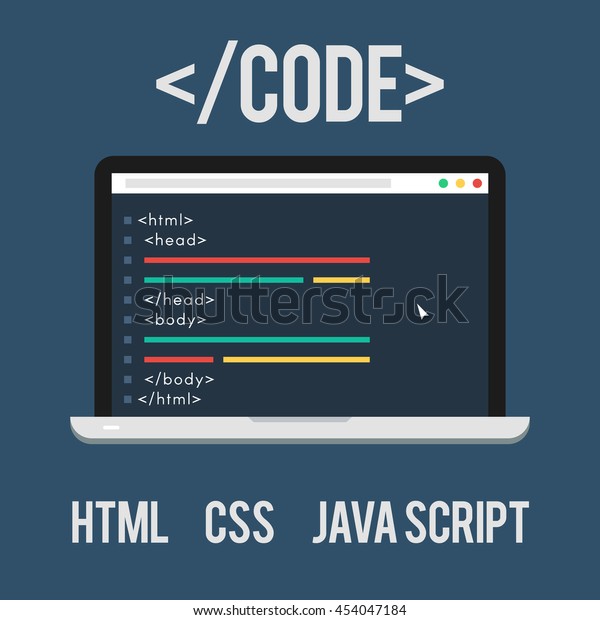 </CODE>
<html>
<head>
</head>
<body>
</body>
</html>
shutterstock
HTML CSS JAVA SCRIPT
www.shutterstock.com · 454047184